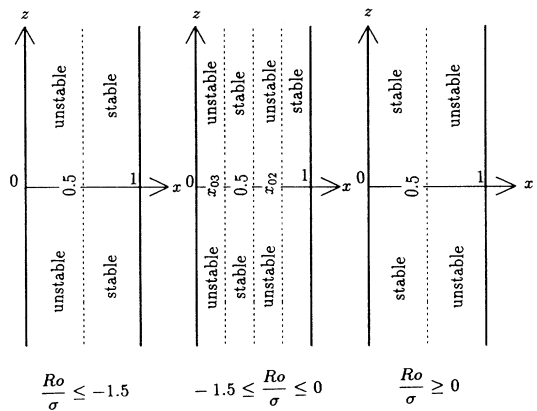 z z z
unstable stable unstable stable unstable stable stable unstable
0 0.5 1 x 0 x₀₃ 0.5 x₀₂ 1 x 0 0.5 1 x
unstable stable unstable stable unstable stable stable unstable
Ro/σ ≤ −1.5 − 1.5 ≤ Ro/σ ≤ 0 Ro/σ ≥ 0